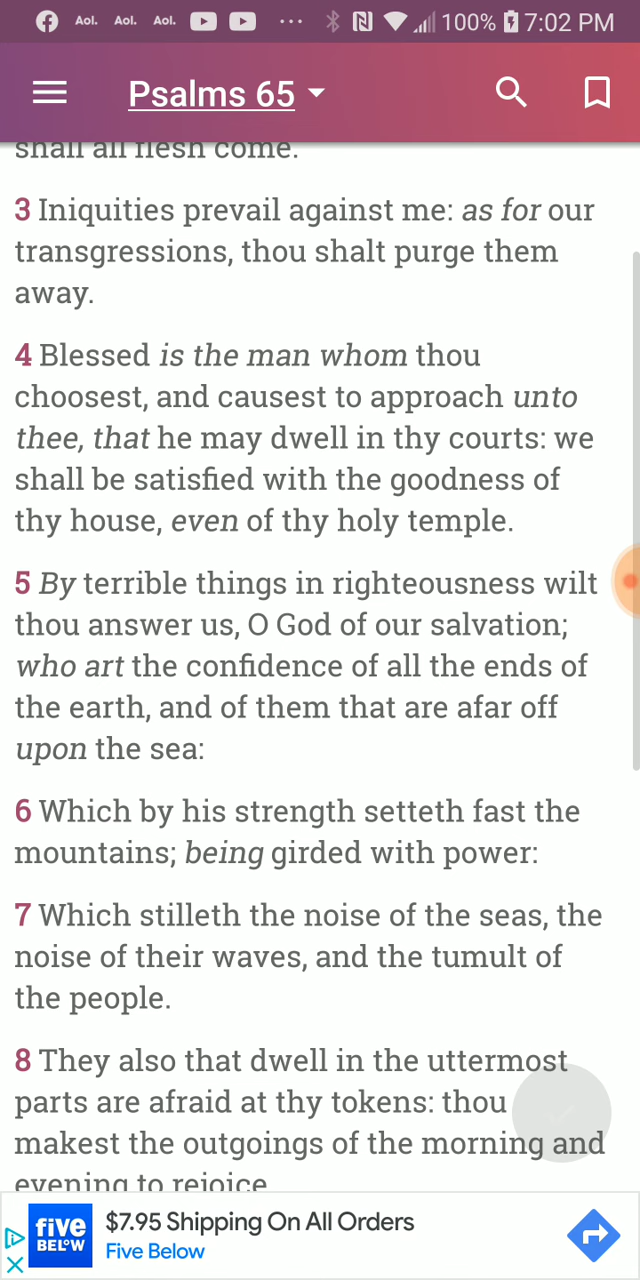 Aol. Aol. Aol. ... 100% 7:02 PM
Psalms 65
shall all flesh come.
3 Iniquities prevail against me: as for our
transgressions, thou shalt purge them
away.
4 Blessed is the man whom thou
choosest, and causest to approach unto
thee, that he may dwell in thy courts: we
shall be satisfied with the goodness of
thy house, even of thy holy temple.
5 By terrible things in righteousness wilt
thou answer us, O God of our salvation;
who art the confidence of all the ends of
the earth, and of them that are afar off
upon the sea:
6 Which by his strength setteth fast the
mountains; being girded with power:
7 Which stilleth the noise of the seas, the
noise of their waves, and the tumult of
the people.
8 They also that dwell in the uttermost
parts are afraid at thy tokens: thou
makest the outgoings of the morning and
evening to rejoice
five
BEL°W
$7.95 Shipping On All Orders
Five Below